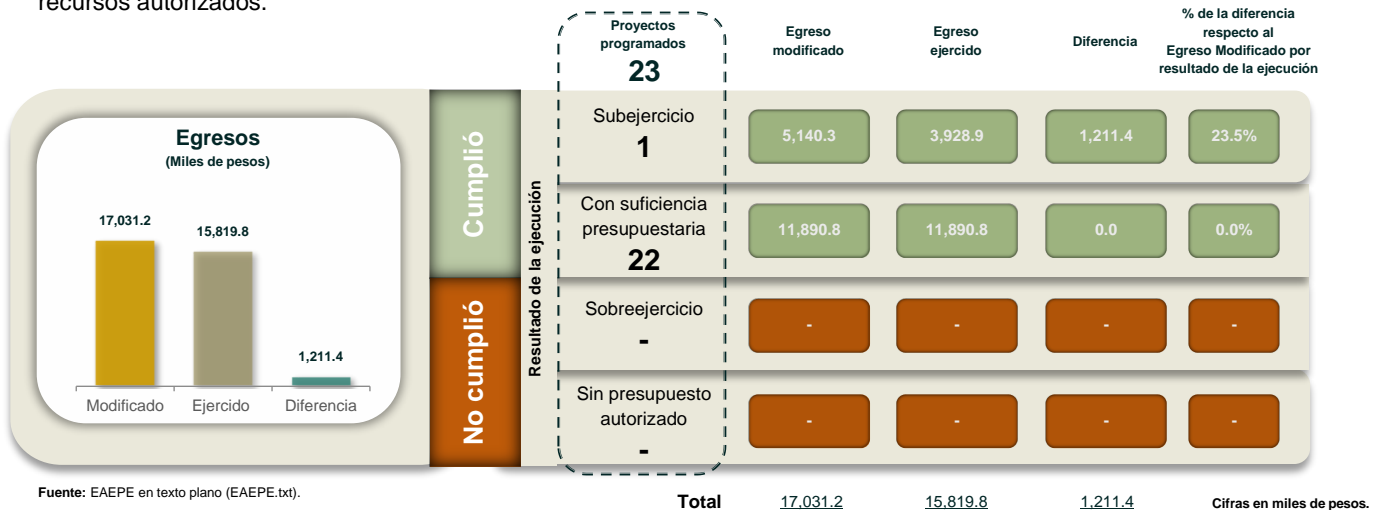 recursos autorizados.
Proyectos
programados
23
Egreso
modificado
Egreso
ejercido
Diferencia
% de la diferencia
respecto al
Egreso Modificado por
resultado de la ejecución
Egresos
(Miles de pesos)
17,031.2
15,819.8
1,211.4
Modificado
Ejercido
Diferencia
Cumplió
No cumplió
Resultado de la ejecución
Subejercicio
1
5,140.3
3,928.9
1,211.4
23.5%
Con suficiencia
presupuestaria
22
11,890.8
11,890.8
0.0
0.0%
Sobreejercicio
-
-
-
-
-
Sin presupuesto
autorizado
-
-
-
-
-
Fuente: EAEPE en texto plano (EAEPE.txt).
Total
17,031.2
15,819.8
1,211.4
Cifras en miles de pesos.